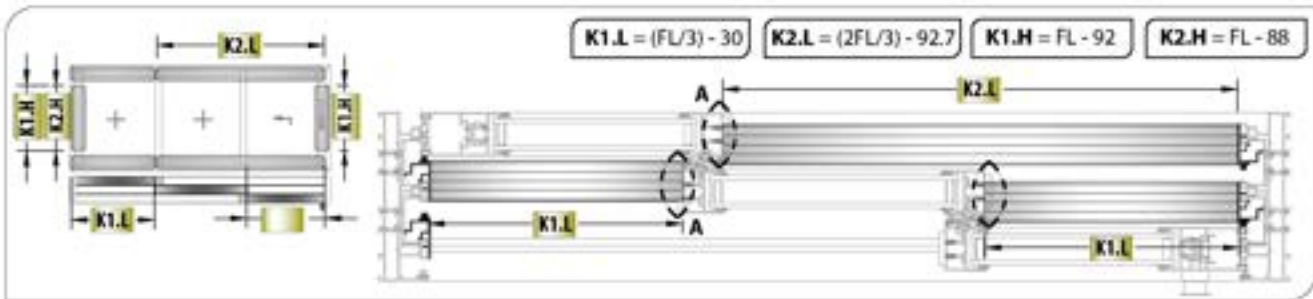 K1.L = (FL/3) - 30
K2.L = (2FL/3) - 92.7
K1.H = FL - 92
K2.H = FL - 88
K2.L
K1.H
K2.H
K1.H
K1.L
A
K2.L
K1.L
A
K1.L